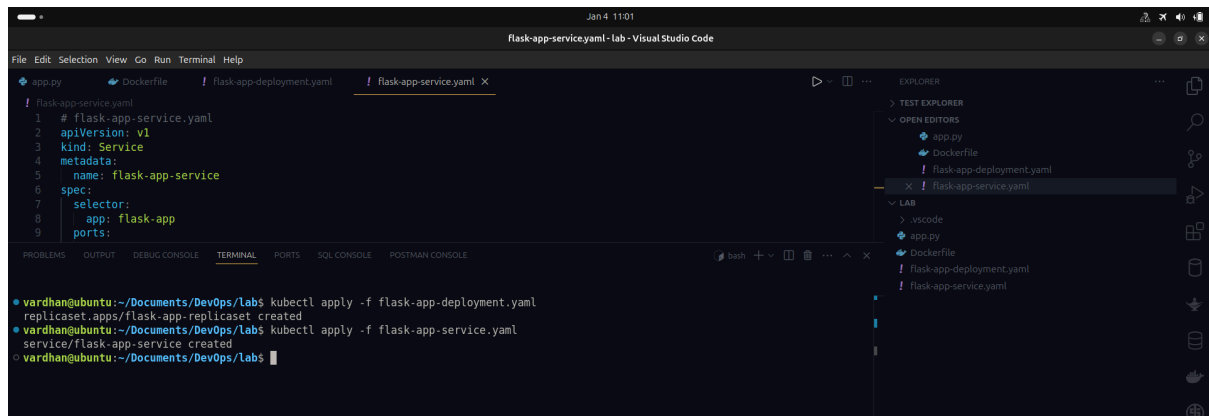 Jan 4 11:01
flask-app-service.yaml - lab - Visual Studio Code
File Edit Selection View Go Run Terminal Help
app.py Dockerfile ! flask-app-deployment.yaml ! flask-app-service.yaml
! flask-app-service.yaml
1 # flask-app-service.yaml
2 apiVersion: v1
3 kind: Service
4 metadata:
5 name: flask-app-service
6 spec:
7 selector:
8 app: flask-app
9 ports:
PROBLEMS OUTPUT DEBUG CONSOLE TERMINAL PORTS SQL CONSOLE POSTMAN CONSOLE
bash
vardhan@ubuntu:~/Documents/DevOps/lab$ kubectl apply -f flask-app-deployment.yaml
replicaset.apps/flask-app-replicaset created
vardhan@ubuntu:~/Documents/DevOps/lab$ kubectl apply -f flask-app-service.yaml
service/flask-app-service created
vardhan@ubuntu:~/Documents/DevOps/lab$
EXPLORER
TEST EXPLORER
OPEN EDITORS
app.py
Dockerfile
! flask-app-deployment.yaml
! flask-app-service.yaml
LAB
.vscode
app.py
Dockerfile
! flask-app-deployment.yaml
! flask-app-service.yaml